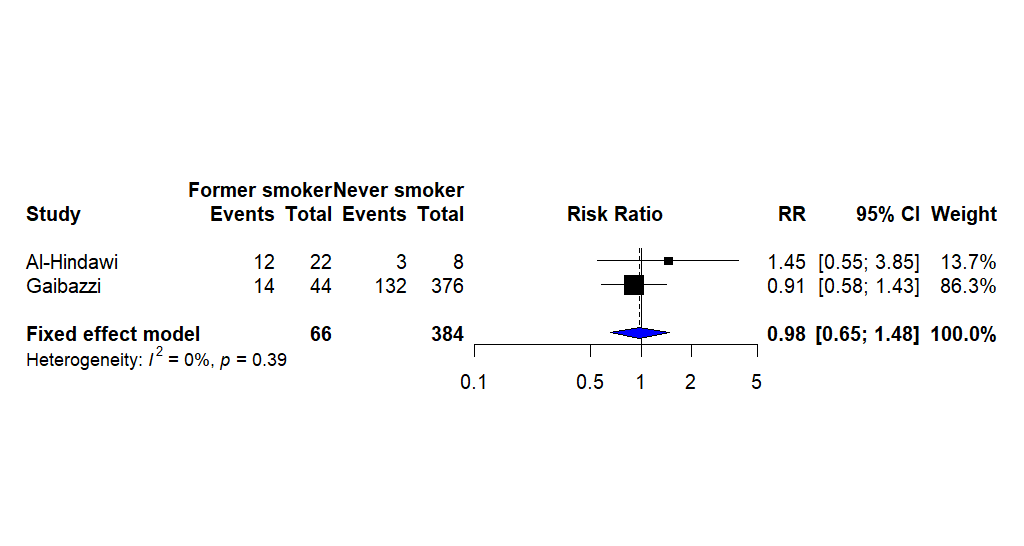 Former smoker Never smoker
Study Events Total Events Total Risk Ratio RR 95% CI Weight
Al-Hindawi 12 22 3 8 1.45 [0.55; 3.85] 13.7%
Gaibazzi 14 44 132 376 0.91 [0.58; 1.43] 86.3%
Fixed effect model 66 384 0.98 [0.65; 1.48] 100.0%
Heterogeneity: I² = 0%, p = 0.39
0.1 0.5 1 2 5